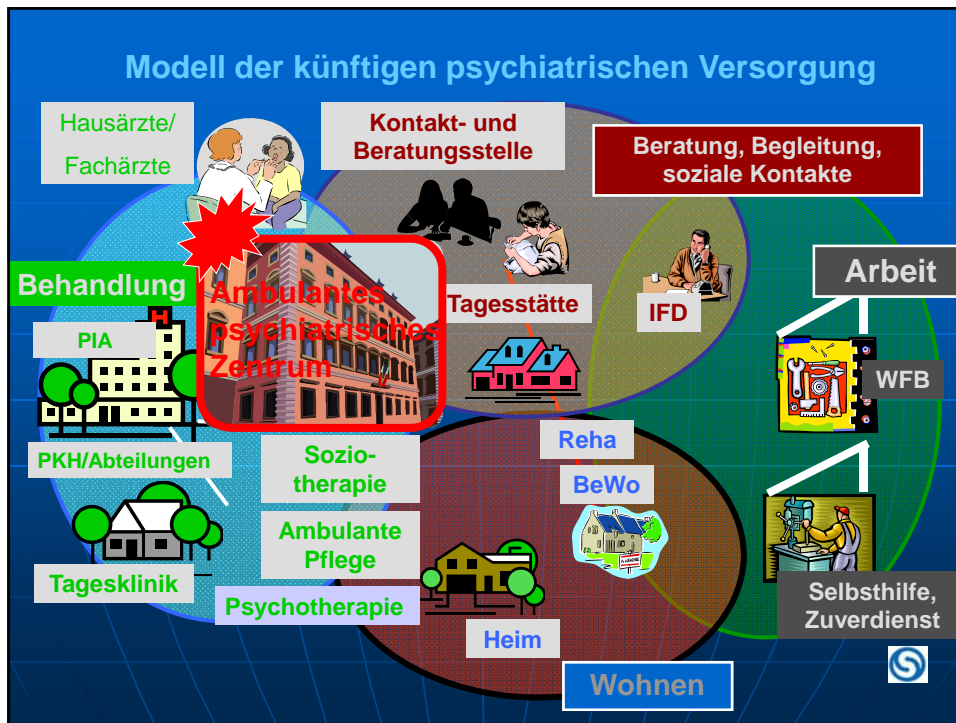 Modell der künftigen psychiatrischen Versorgung
Hausärzte/
Fachärzte
Kontakt- und
Beratungsstelle
Beratung, Begleitung,
soziale Kontakte
Behandlung
Ambulantes
psychiatrisches
Zentrum
Tagesstätte
IFD
Arbeit
H
PIA
WFB
PKH/Abteilungen
Sozio-
therapie
Reha
BeWo
Ambulante
Pflege
Tagesklinik
Psychotherapie
Heim
Selbsthilfe,
Zuverdienst
Wohnen